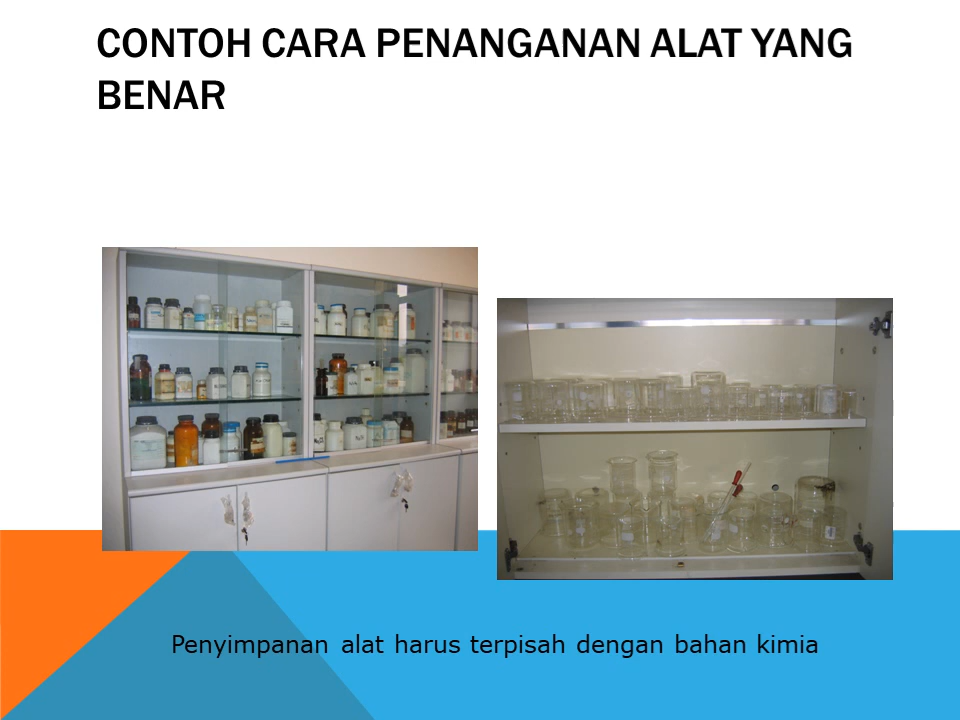 CONTOH CARA PENANGANAN ALAT YANG
BENAR
Penyimpanan alat harus terpisah dengan bahan kimia